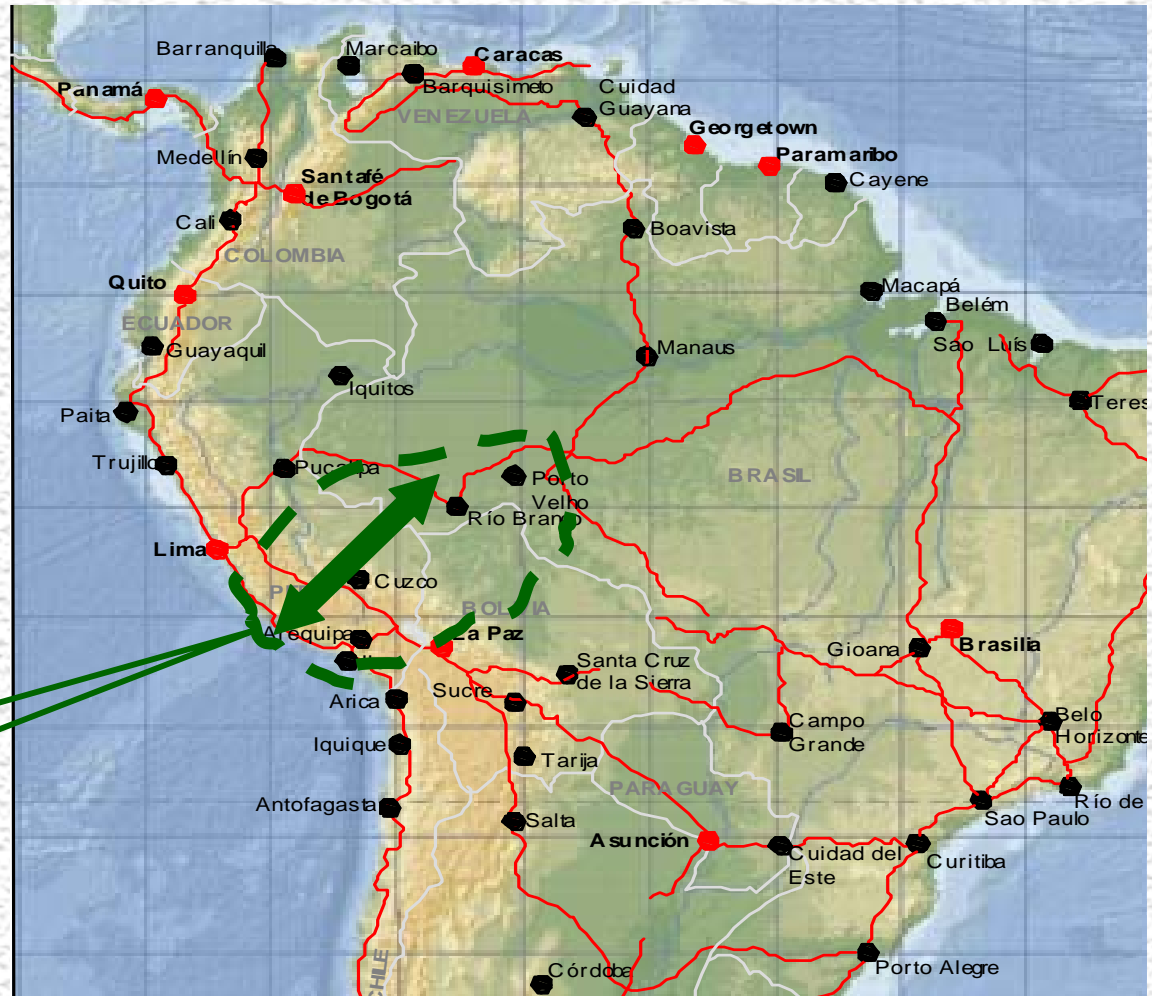 Barranquilla
Marcaibo
Caracas
Barquisimeto
Cuidad
Guayana
Panamá
VENEZUELA
Georgetown
Paramaribo
Medellín
Santafé
de Bogotá
Cayene
Cali
Boavista
COLOMBIA
Quito
Macapá
Belém
ECUADOR
Guayaquil
Manaus
Sao Luís
Iquitos
Paita
Teres
Trujillo
Pucallpa
Porto
Velho
BRASIL
Río Branco
Lima
Cuzco
BOLIVIA
Arequipa
La Paz
Gioana
Brasilia
Santa Cruz
de la Sierra
Arica
Sucre
Campo
Grande
Belo
Horizonte
Iquique
Tarija
PARAGUAY
Antofagasta
Río de
Sao Paulo
Salta
Asunción
Cuidad del
Este
Curitiba
CHILE
Córdoba
Porto Alegre